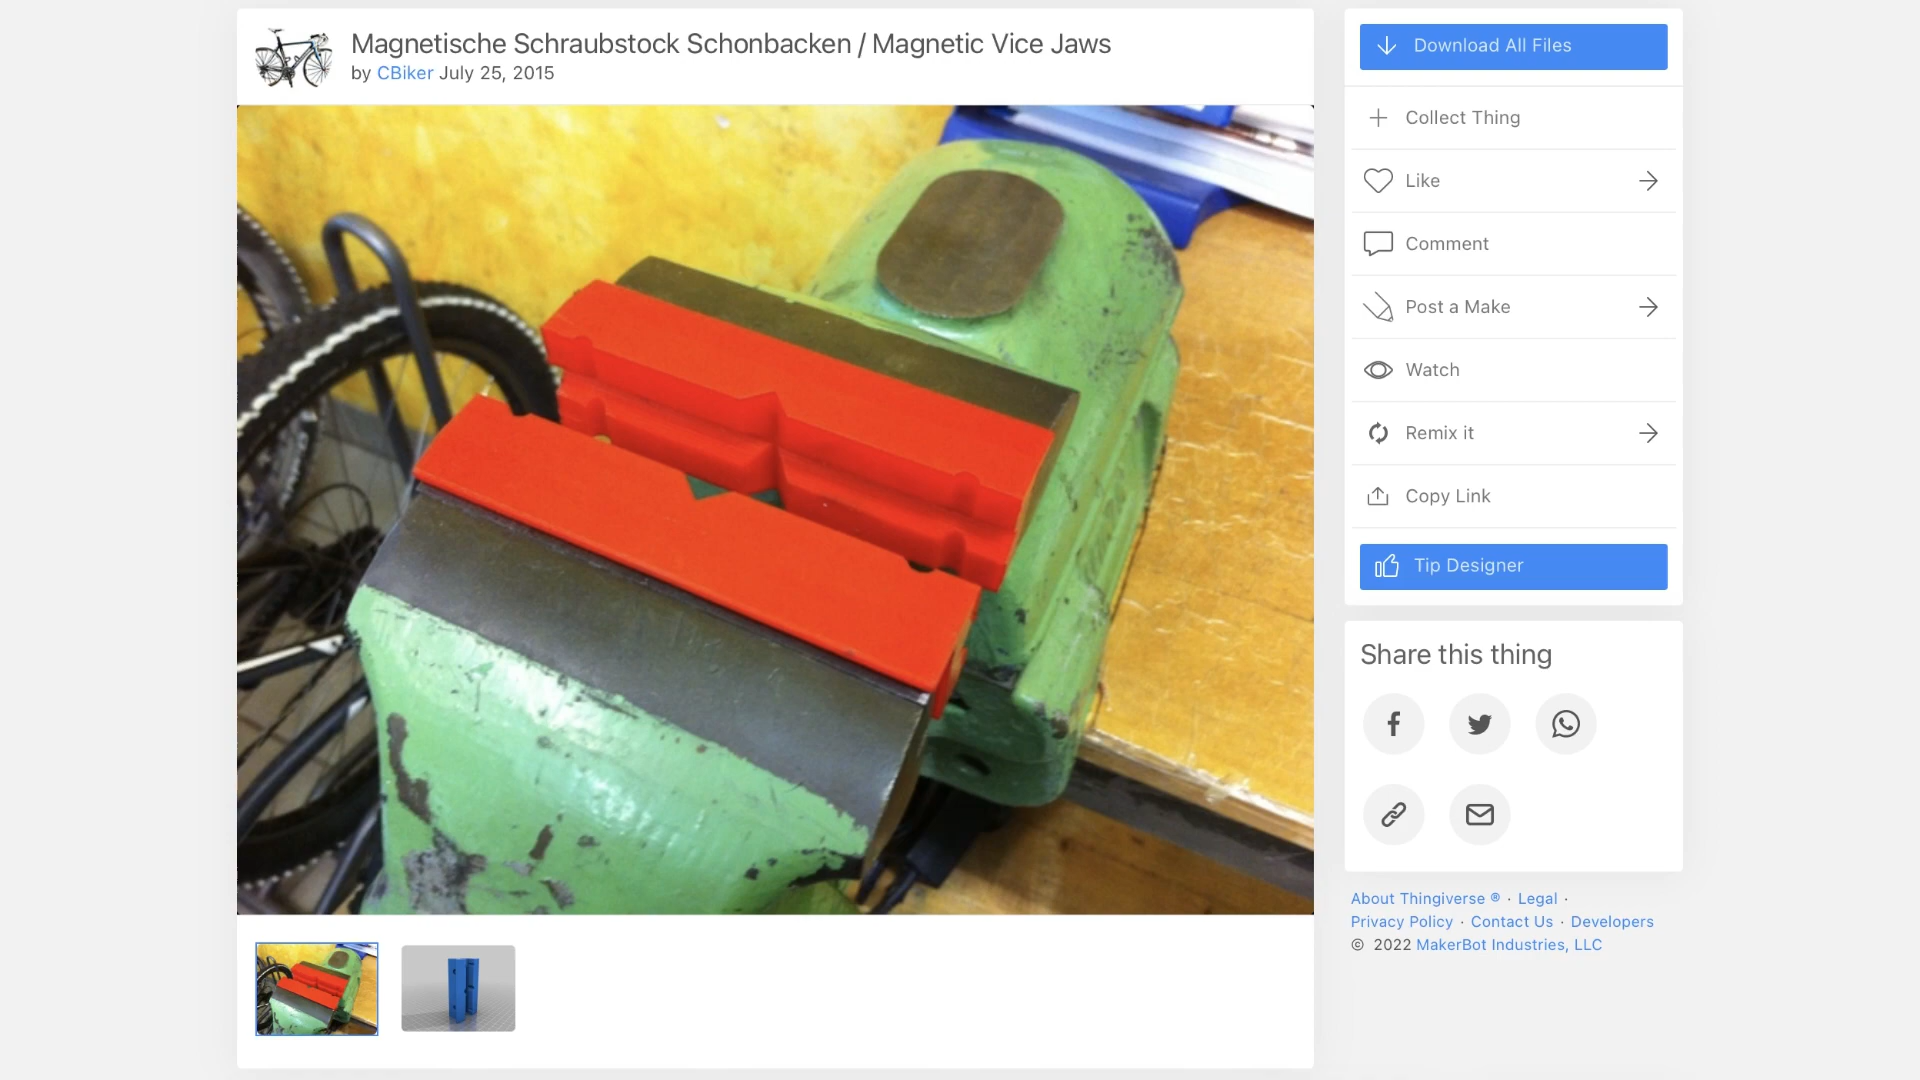 Magnetische Schraubstock Schonbacken / Magnetic Vice Jaws
by CBiker July 25, 2015
Download All Files
Collect Thing
Like
Comment
Post a Make
Watch
Remix it
Copy Link
Tip Designer
Share this thing
About Thingiverse ® · Legal ·
Privacy Policy · Contact Us · Developers
© 2022 MakerBot Industries, LLC